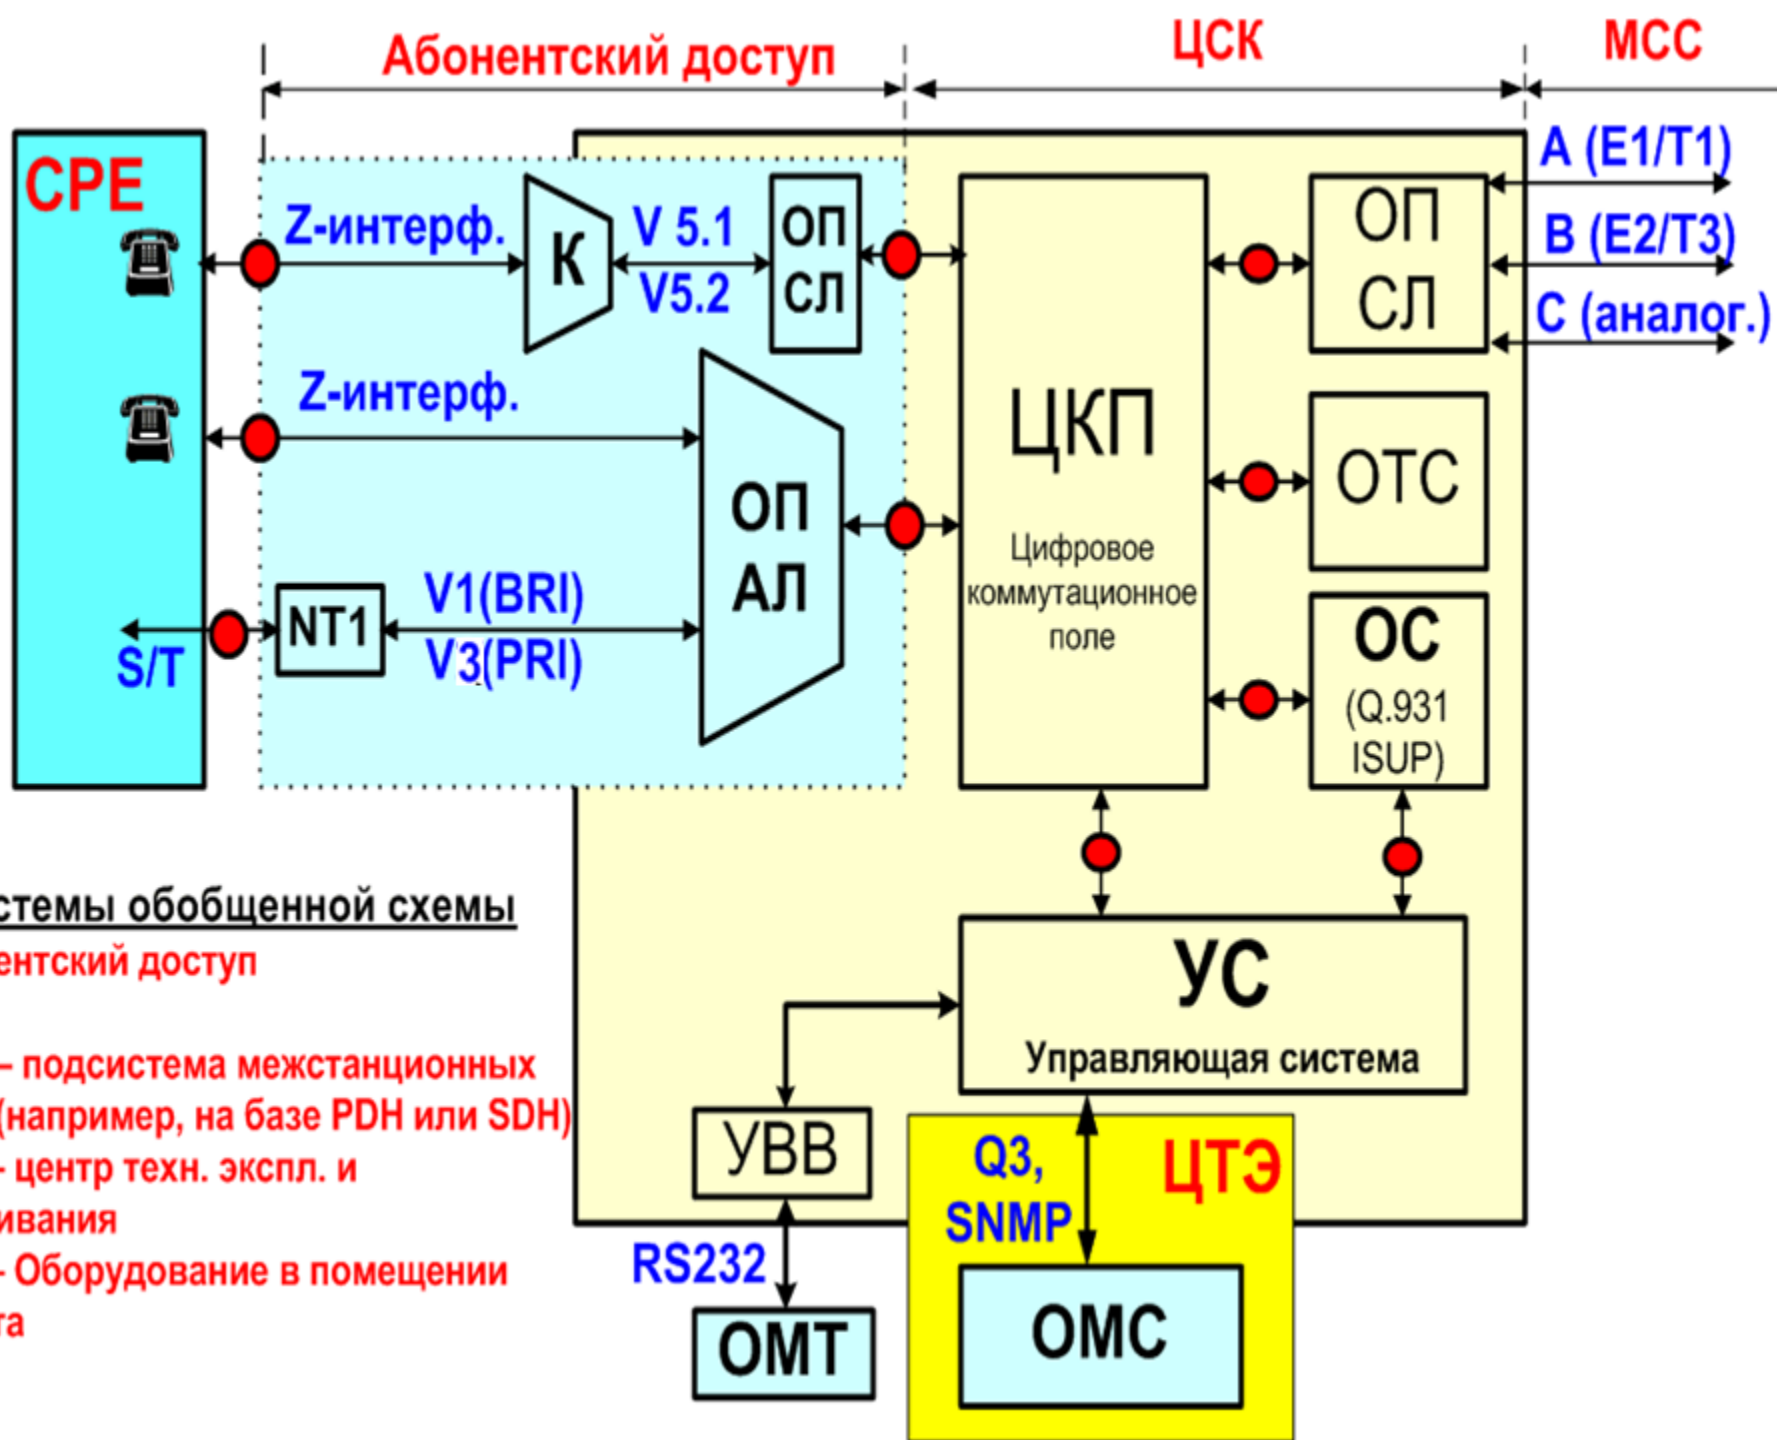 Абонентский доступ
ЦСК
МСС
CPE
Z-интерф.
К
V 5.1
V5.2
ОП
СЛ
A (E1/T1)
B (E2/T3)
C (аналог.)
ОП
СЛ
Z-интерф.
ОП
АЛ
ЦКП
Цифровое
коммутационное
поле
ОТС
NT1
V1(BRI)
V3(PRI)
S/T
ОС
(Q.931
ISUP)
стемы обобщенной схемы
ентский доступ
– подсистема межстанционных
(например, на базе PDH или SDH)
- центр техн. экспл. и
ивания
- Оборудование в помещении
та
УС
Управляющая система
УВВ
RS232
ОМТ
Q3,
SNMP
ЦТЭ
ОМС